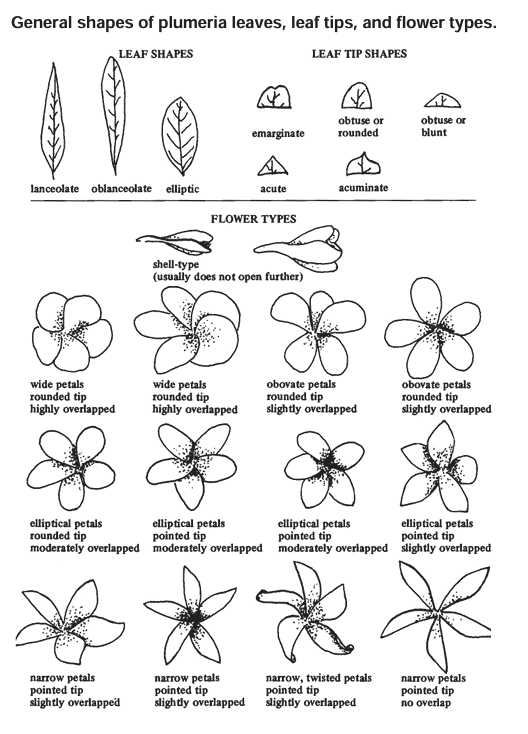 General shapes of plumeria leaves, leaf tips, and flower types.
LEAF SHAPES
LEAF TIP SHAPES
emarginate
obtuse or
rounded
obtuse or
blunt
lanceolate
oblanceolate
elliptic
acute
acuminate
FLOWER TYPES
shell-type
(usually does not open further)
wide petals
rounded tip
highly overlapped
wide petals
rounded tip
highly overlapped
obovate petals
rounded tip
slightly overlapped
obovate petals
rounded tip
slightly overlapped
elliptical petals
rounded tip
moderately overlapped
elliptical petals
pointed tip
moderately overlapped
elliptical petals
pointed tip
moderately overlapped
elliptical petals
pointed tip
slightly overlapped
narrow petals
pointed tip
slightly overlapped
narrow petals
pointed tip
slightly overlapped
narrow, twisted petals
pointed tip
slightly overlapped
narrow petals
pointed tip
no overlap